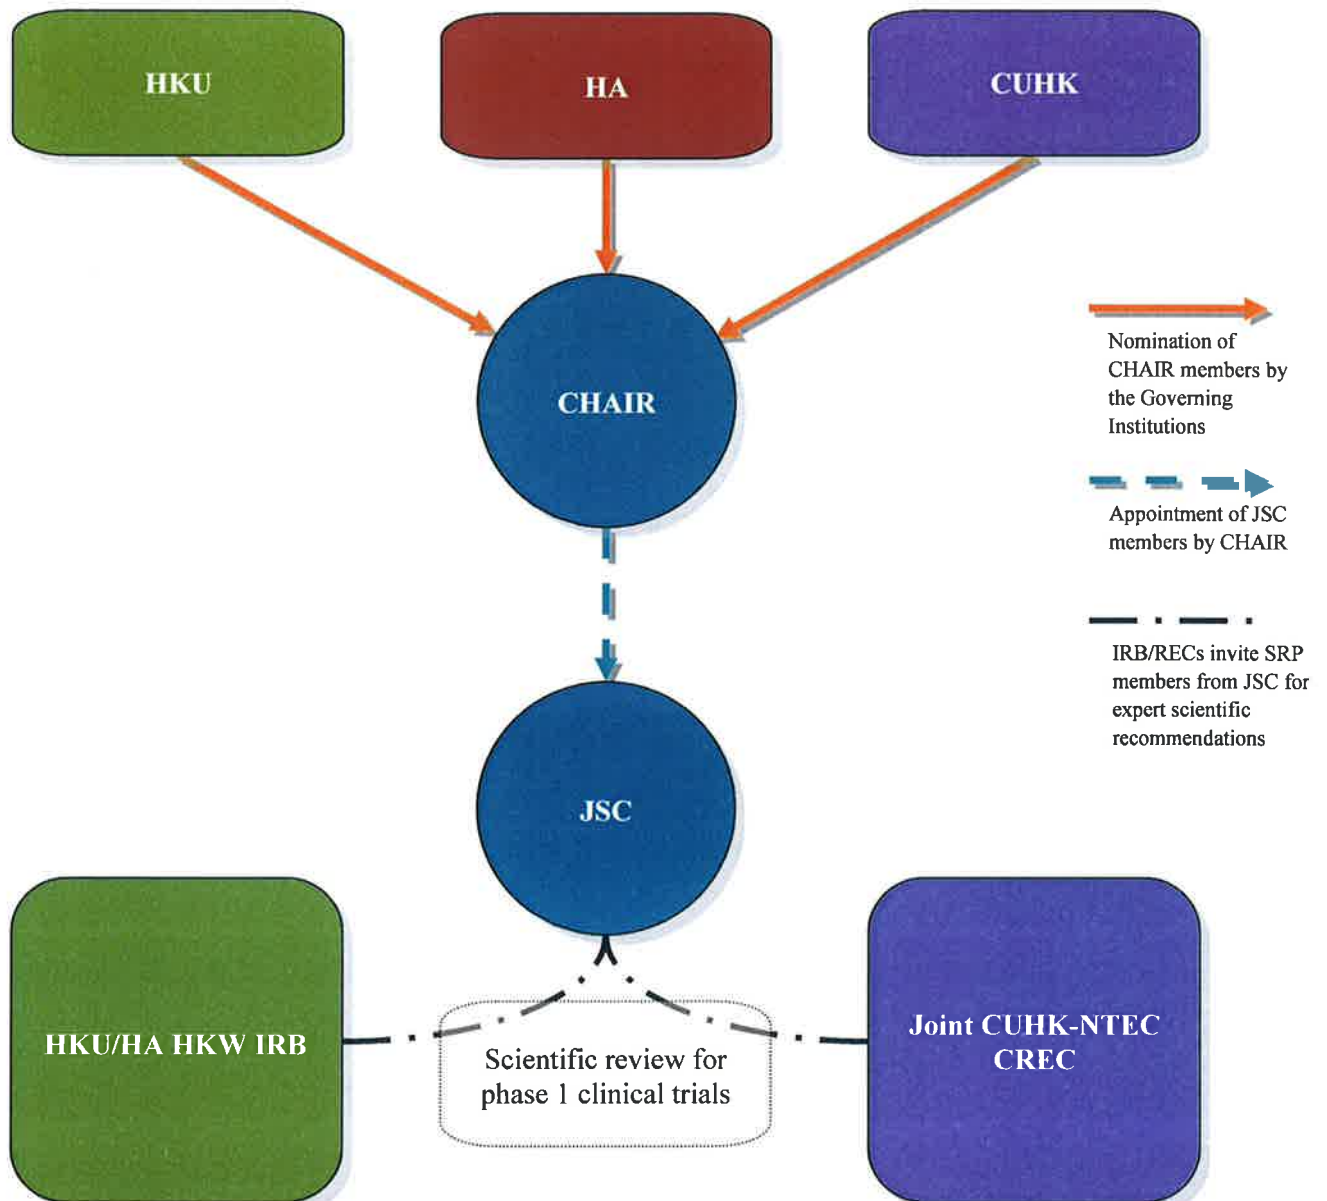 HKU
HA
CUHK
CHAIR
Nomination of
CHAIR members by
the Governing
Institutions
Appointment of JSC
members by CHAIR
IRB/RECs invite SRP
members from JSC for
expert scientific
recommendations
JSC
HKU/HA HKW IRB
Scientific review for
phase 1 clinical trials
Joint CUHK-NTEC
CREC